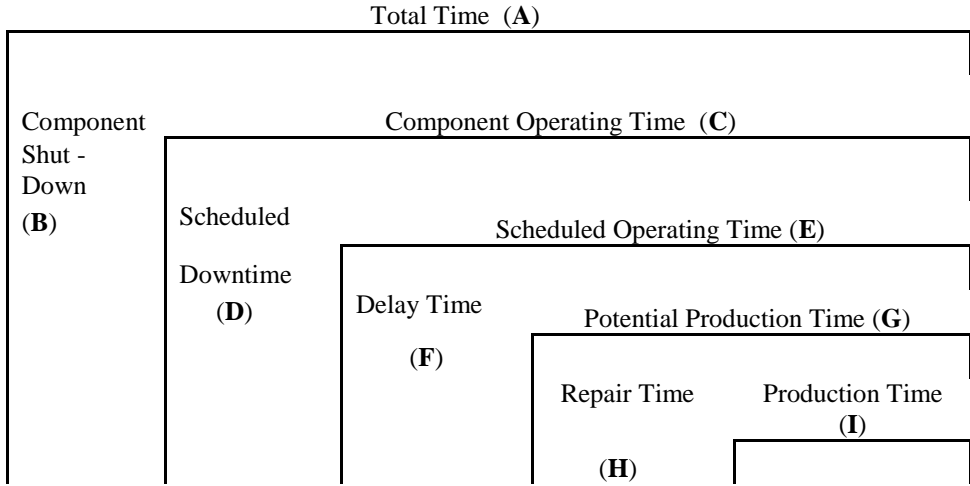 Total Time (A)
Component
Shut -
Down
(B)
Component Operating Time (C)
Scheduled
Downtime
(D)
Scheduled Operating Time (E)
Delay Time
(F)
Potential Production Time (G)
Repair Time
(H)
Production Time
(I)